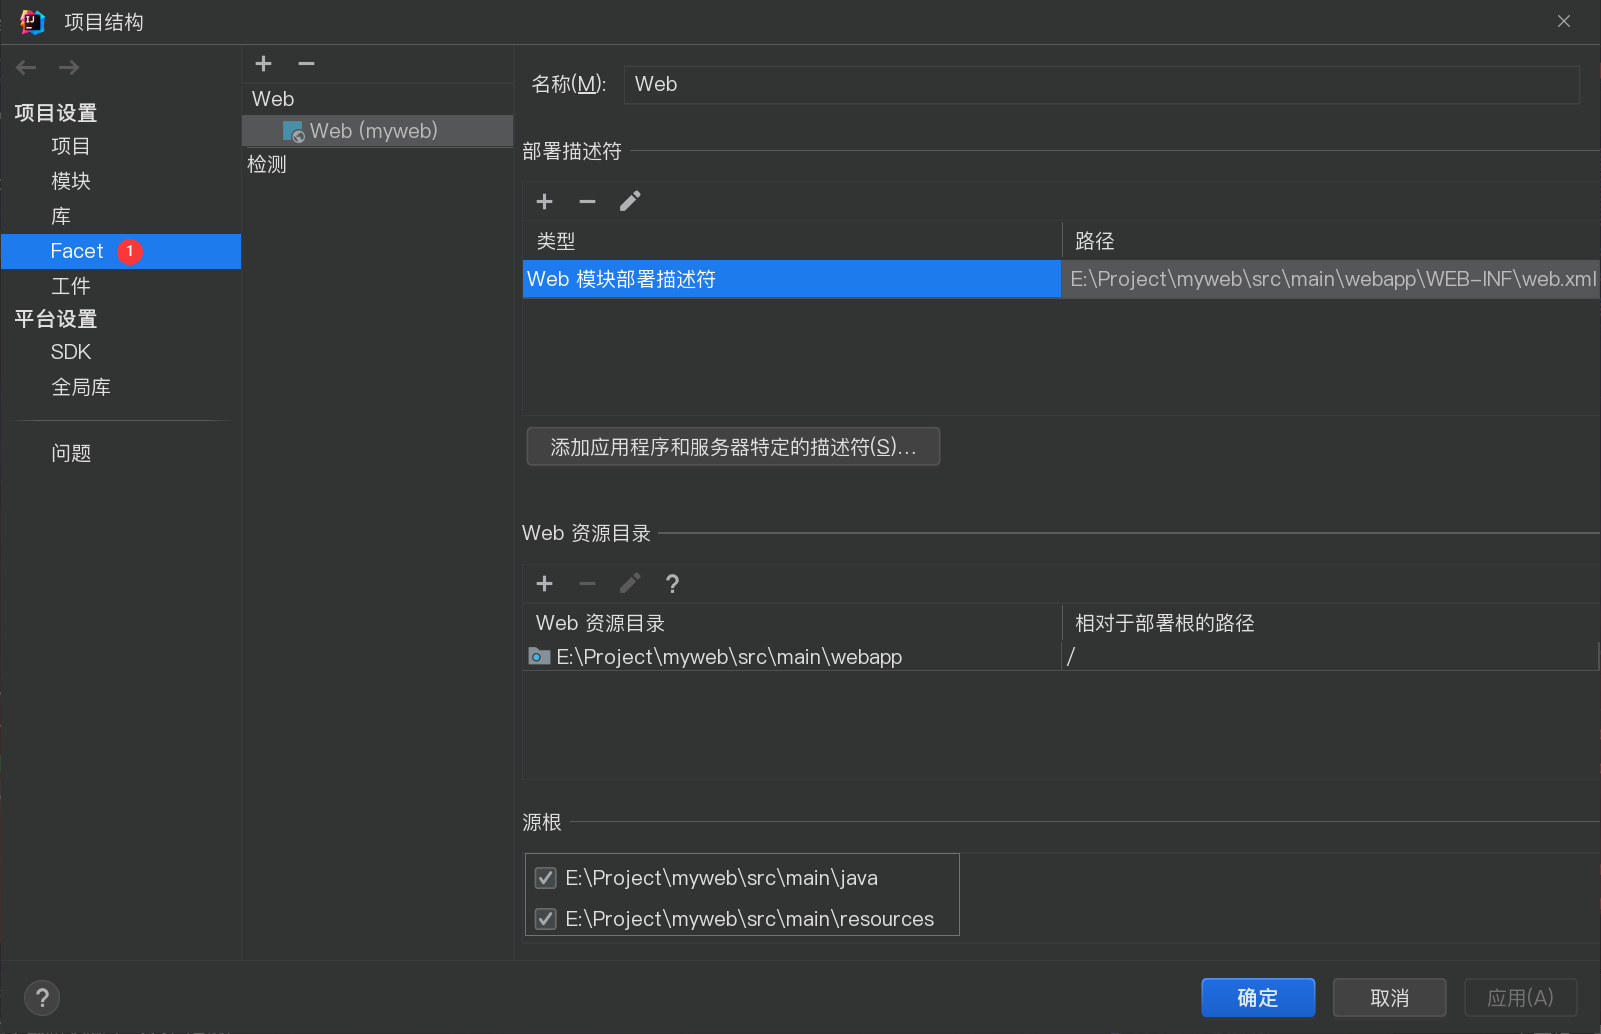 项目结构
项目设置
项目
模块
库
Facet 1
工件
平台设置
SDK
全局库
问题
Web
Web (myweb)
检测
名称(M): Web
部署描述符
类型 路径
Web 模块部署描述符 E:\Project\myweb\src\main\webapp\WEB-INF\web.xml
添加应用程序和服务器特定的描述符(S)...
Web 资源目录
?
Web 资源目录 相对于部署根的路径
E:\Project\myweb\src\main\webapp /
源根
E:\Project\myweb\src\main\java
E:\Project\myweb\src\main\resources
? 确定 取消 应用(A)